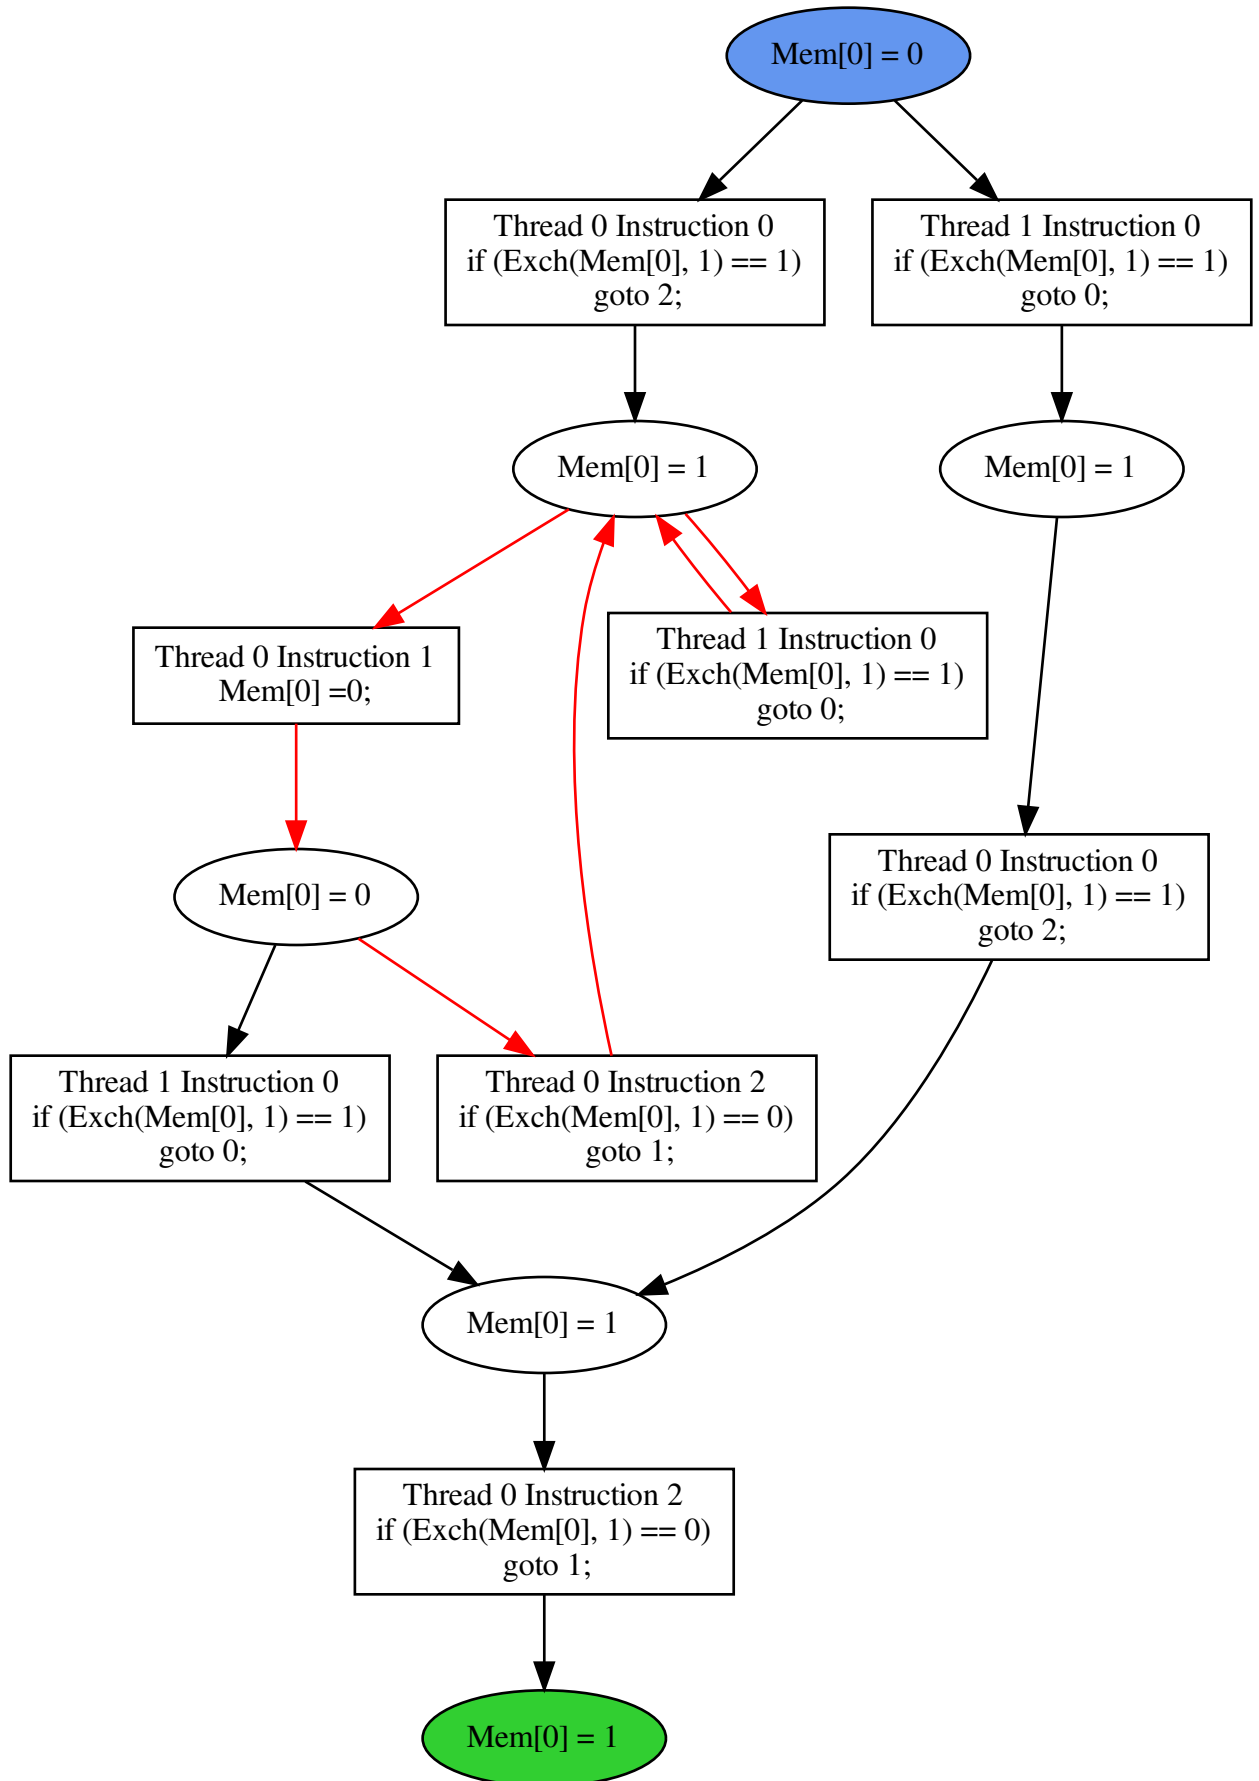 Mem[0] = 0
Thread 0 Instruction 0
if (Exch(Mem[0], 1) == 1)
goto 2;
Thread 1 Instruction 0
if (Exch(Mem[0], 1) == 1)
goto 0;
Mem[0] = 1
Mem[0] = 1
Thread 0 Instruction 1
Mem[0] =0;
Thread 1 Instruction 0
if (Exch(Mem[0], 1) == 1)
goto 0;
Mem[0] = 0
Thread 0 Instruction 0
if (Exch(Mem[0], 1) == 1)
goto 2;
Thread 1 Instruction 0
if (Exch(Mem[0], 1) == 1)
goto 0;
Thread 0 Instruction 2
if (Exch(Mem[0], 1) == 0)
goto 1;
Mem[0] = 1
Thread 0 Instruction 2
if (Exch(Mem[0], 1) == 0)
goto 1;
Mem[0] = 1